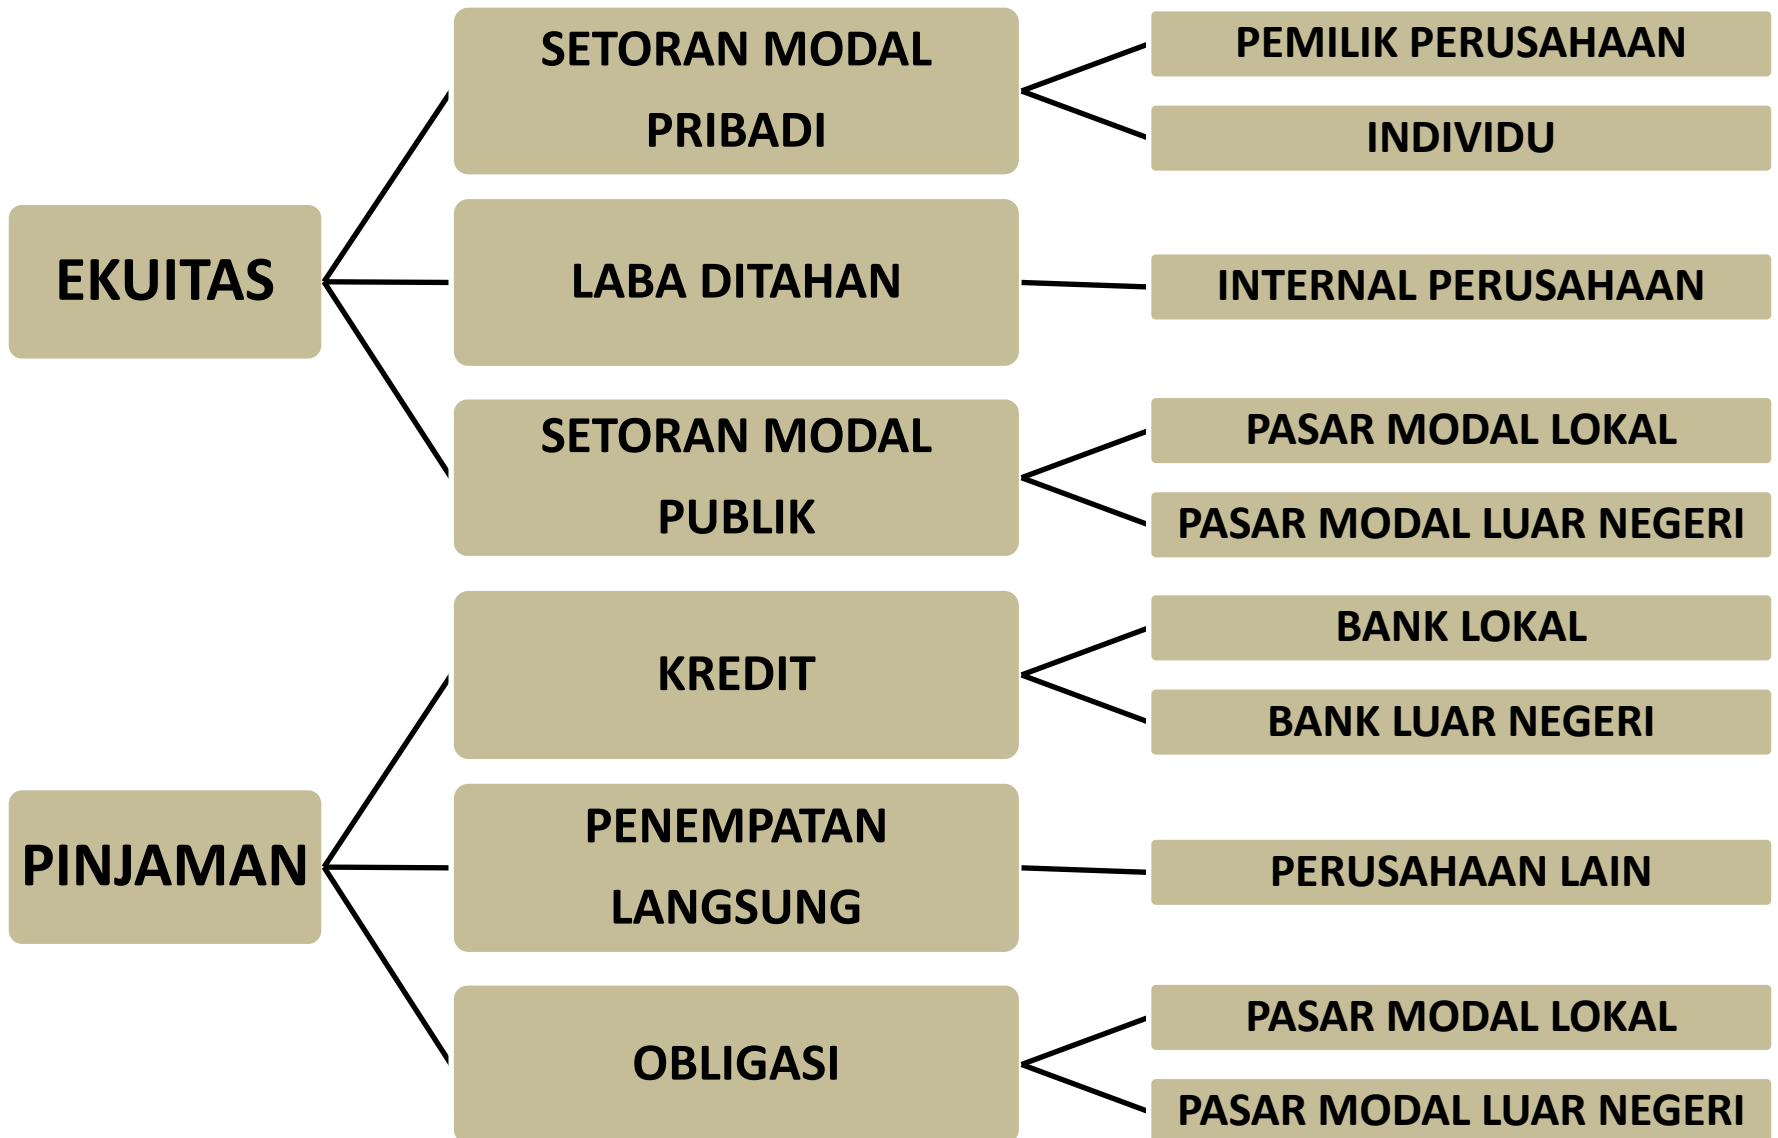 EKUITAS
SETORAN MODAL
PRIBADI
PEMILIK PERUSAHAAN
INDIVIDU
LABA DITAHAN
INTERNAL PERUSAHAAN
SETORAN MODAL
PUBLIK
PASAR MODAL LOKAL
PASAR MODAL LUAR NEGERI
PINJAMAN
KREDIT
BANK LOKAL
BANK LUAR NEGERI
PENEMPATAN
LANGSUNG
PERUSAHAAN LAIN
OBLIGASI
PASAR MODAL LOKAL
PASAR MODAL LUAR NEGERI